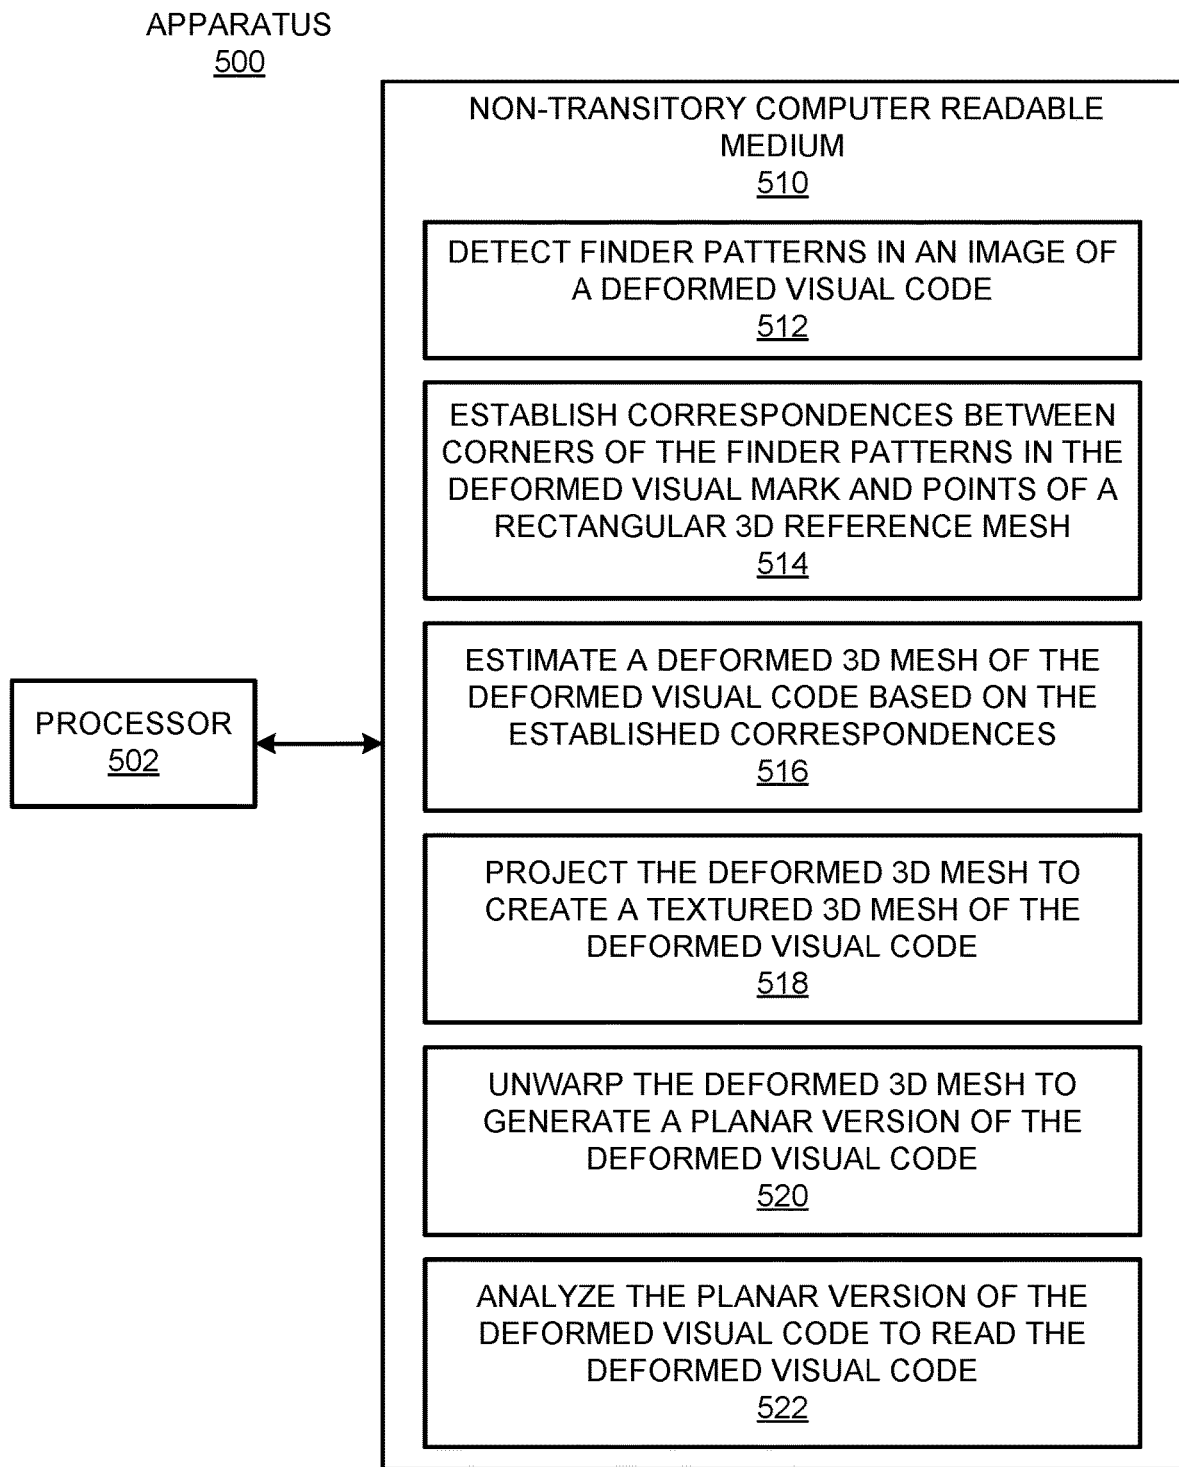 APPARATUS
500
NON-TRANSITORY COMPUTER READABLE
MEDIUM
510
DETECT FINDER PATTERNS IN AN IMAGE OF
A DEFORMED VISUAL CODE
512
ESTABLISH CORRESPONDENCES BETWEEN
CORNERS OF THE FINDER PATTERNS IN THE
DEFORMED VISUAL MARK AND POINTS OF A
RECTANGULAR 3D REFERENCE MESH
514
ESTIMATE A DEFORMED 3D MESH OF THE
DEFORMED VISUAL CODE BASED ON THE
ESTABLISHED CORRESPONDENCES
516
PROCESSOR
502
PROJECT THE DEFORMED 3D MESH TO
CREATE A TEXTURED 3D MESH OF THE
DEFORMED VISUAL CODE
518
UNWARP THE DEFORMED 3D MESH TO
GENERATE A PLANAR VERSION OF THE
DEFORMED VISUAL CODE
520
ANALYZE THE PLANAR VERSION OF THE
DEFORMED VISUAL CODE TO READ THE
DEFORMED VISUAL CODE
522